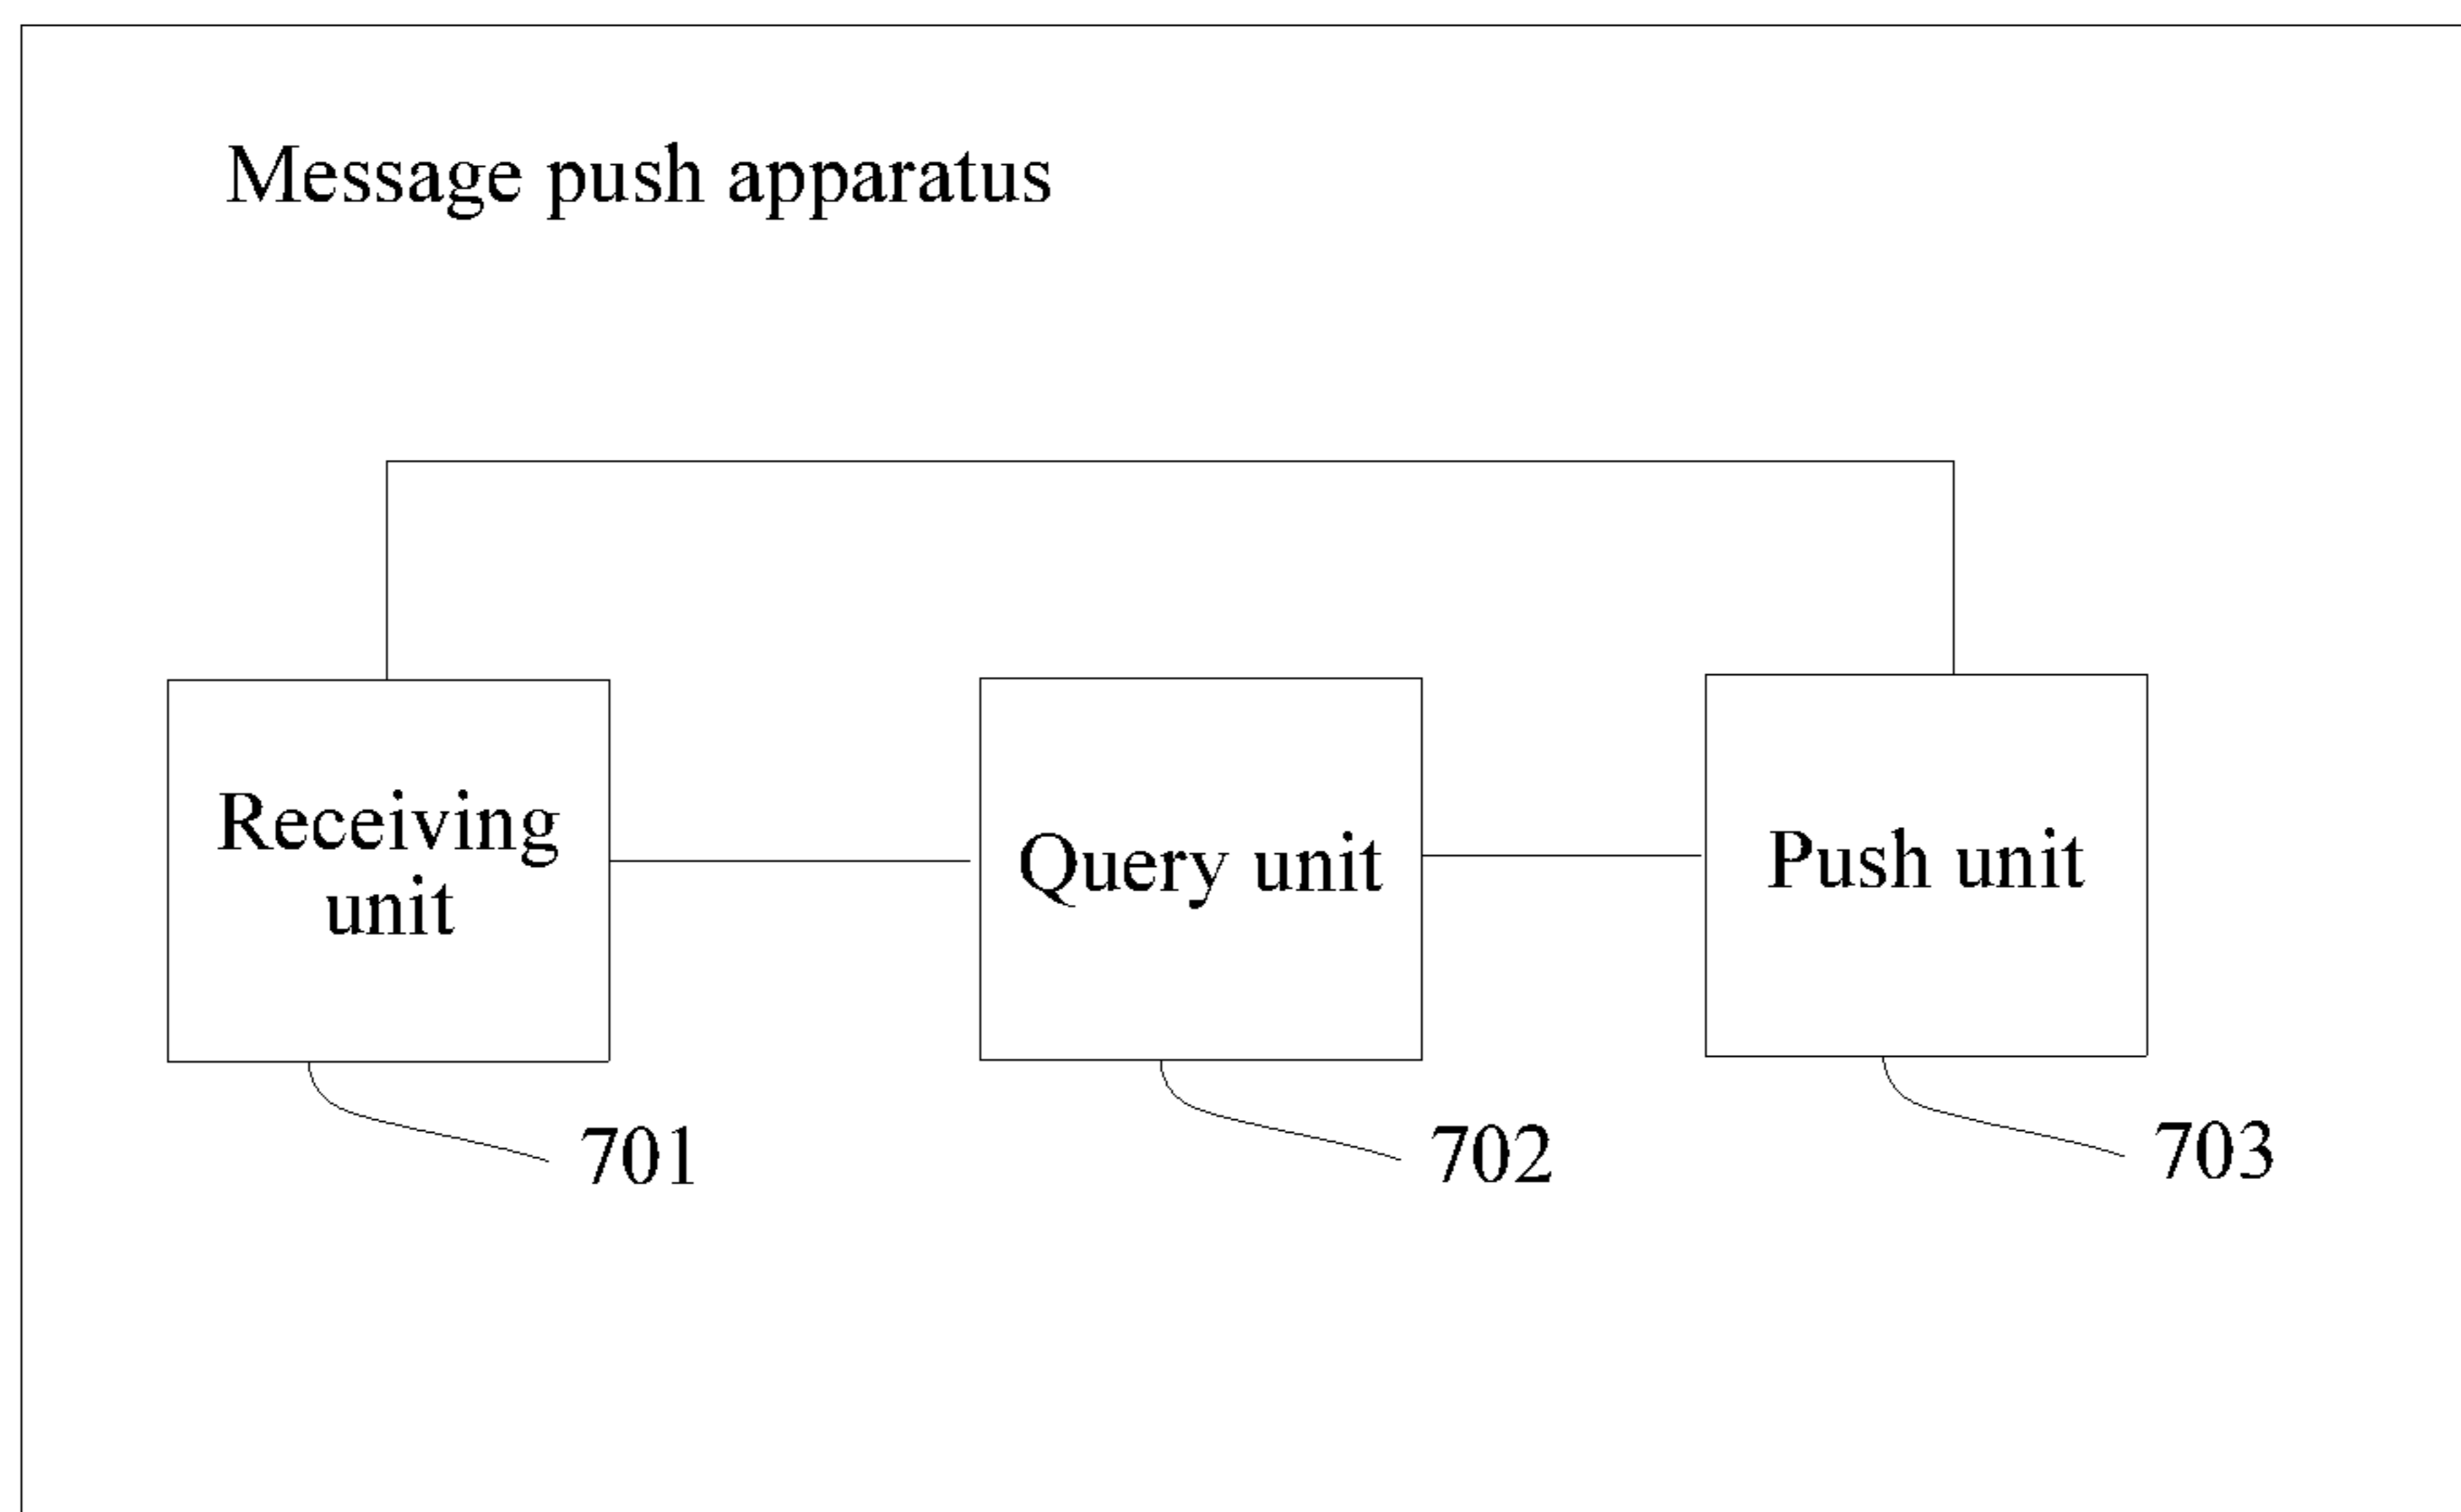 Message push apparatus
Receiving
unit
Query unit
Push unit
701
702
703